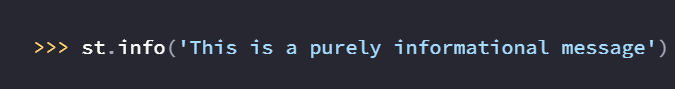 >>> st.info('This is a purely informational message')